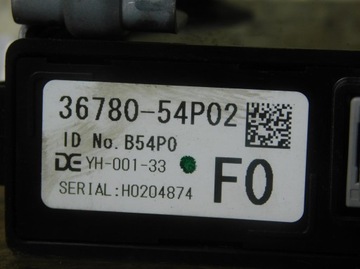 36780-54P02
ID No. B54P0
DE YH-001-33
SERIAL:H0204874
F0